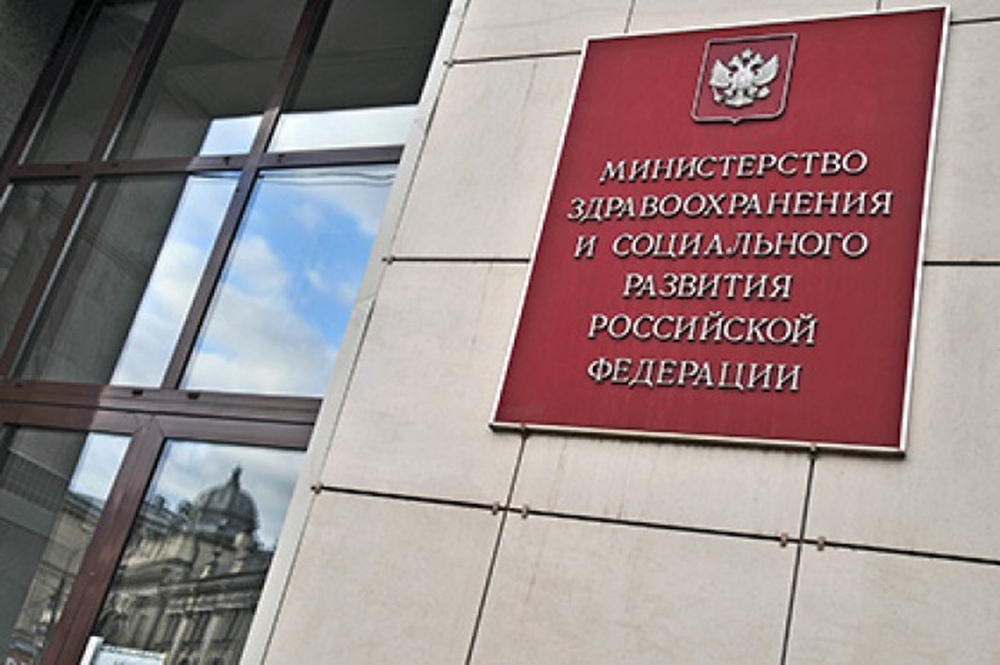 МИНИСТЕРСТВО
ЗДРАВООХРАНЕНИЯ
И СОЦИАЛЬНОГО
РАЗВИТИЯ
РОССИЙСКОЙ
ФЕДЕРАЦИИ